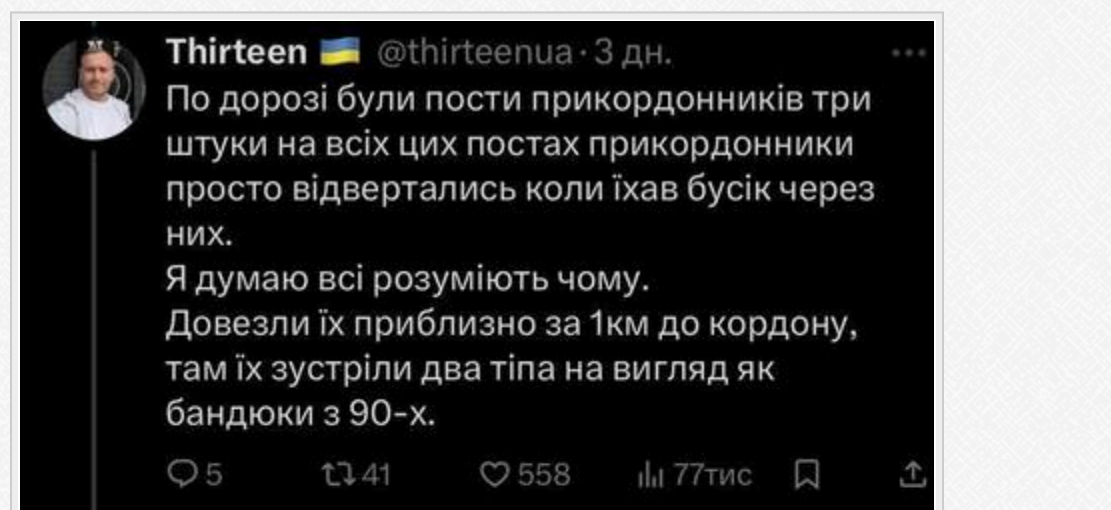 Thirteen 🇺🇦 @thirteenua · 3 дн.
По дорозі були пости прикордонників три
штуки на всіх цих постах прикордонники
просто відвертались коли їхав бусік через
них.
Я думаю всі розуміють чому.
Довезли їх приблизно за 1км до кордону,
там їх зустріли два тіпа на вигляд як
бандюки з 90-х.
5 41 558 77тис